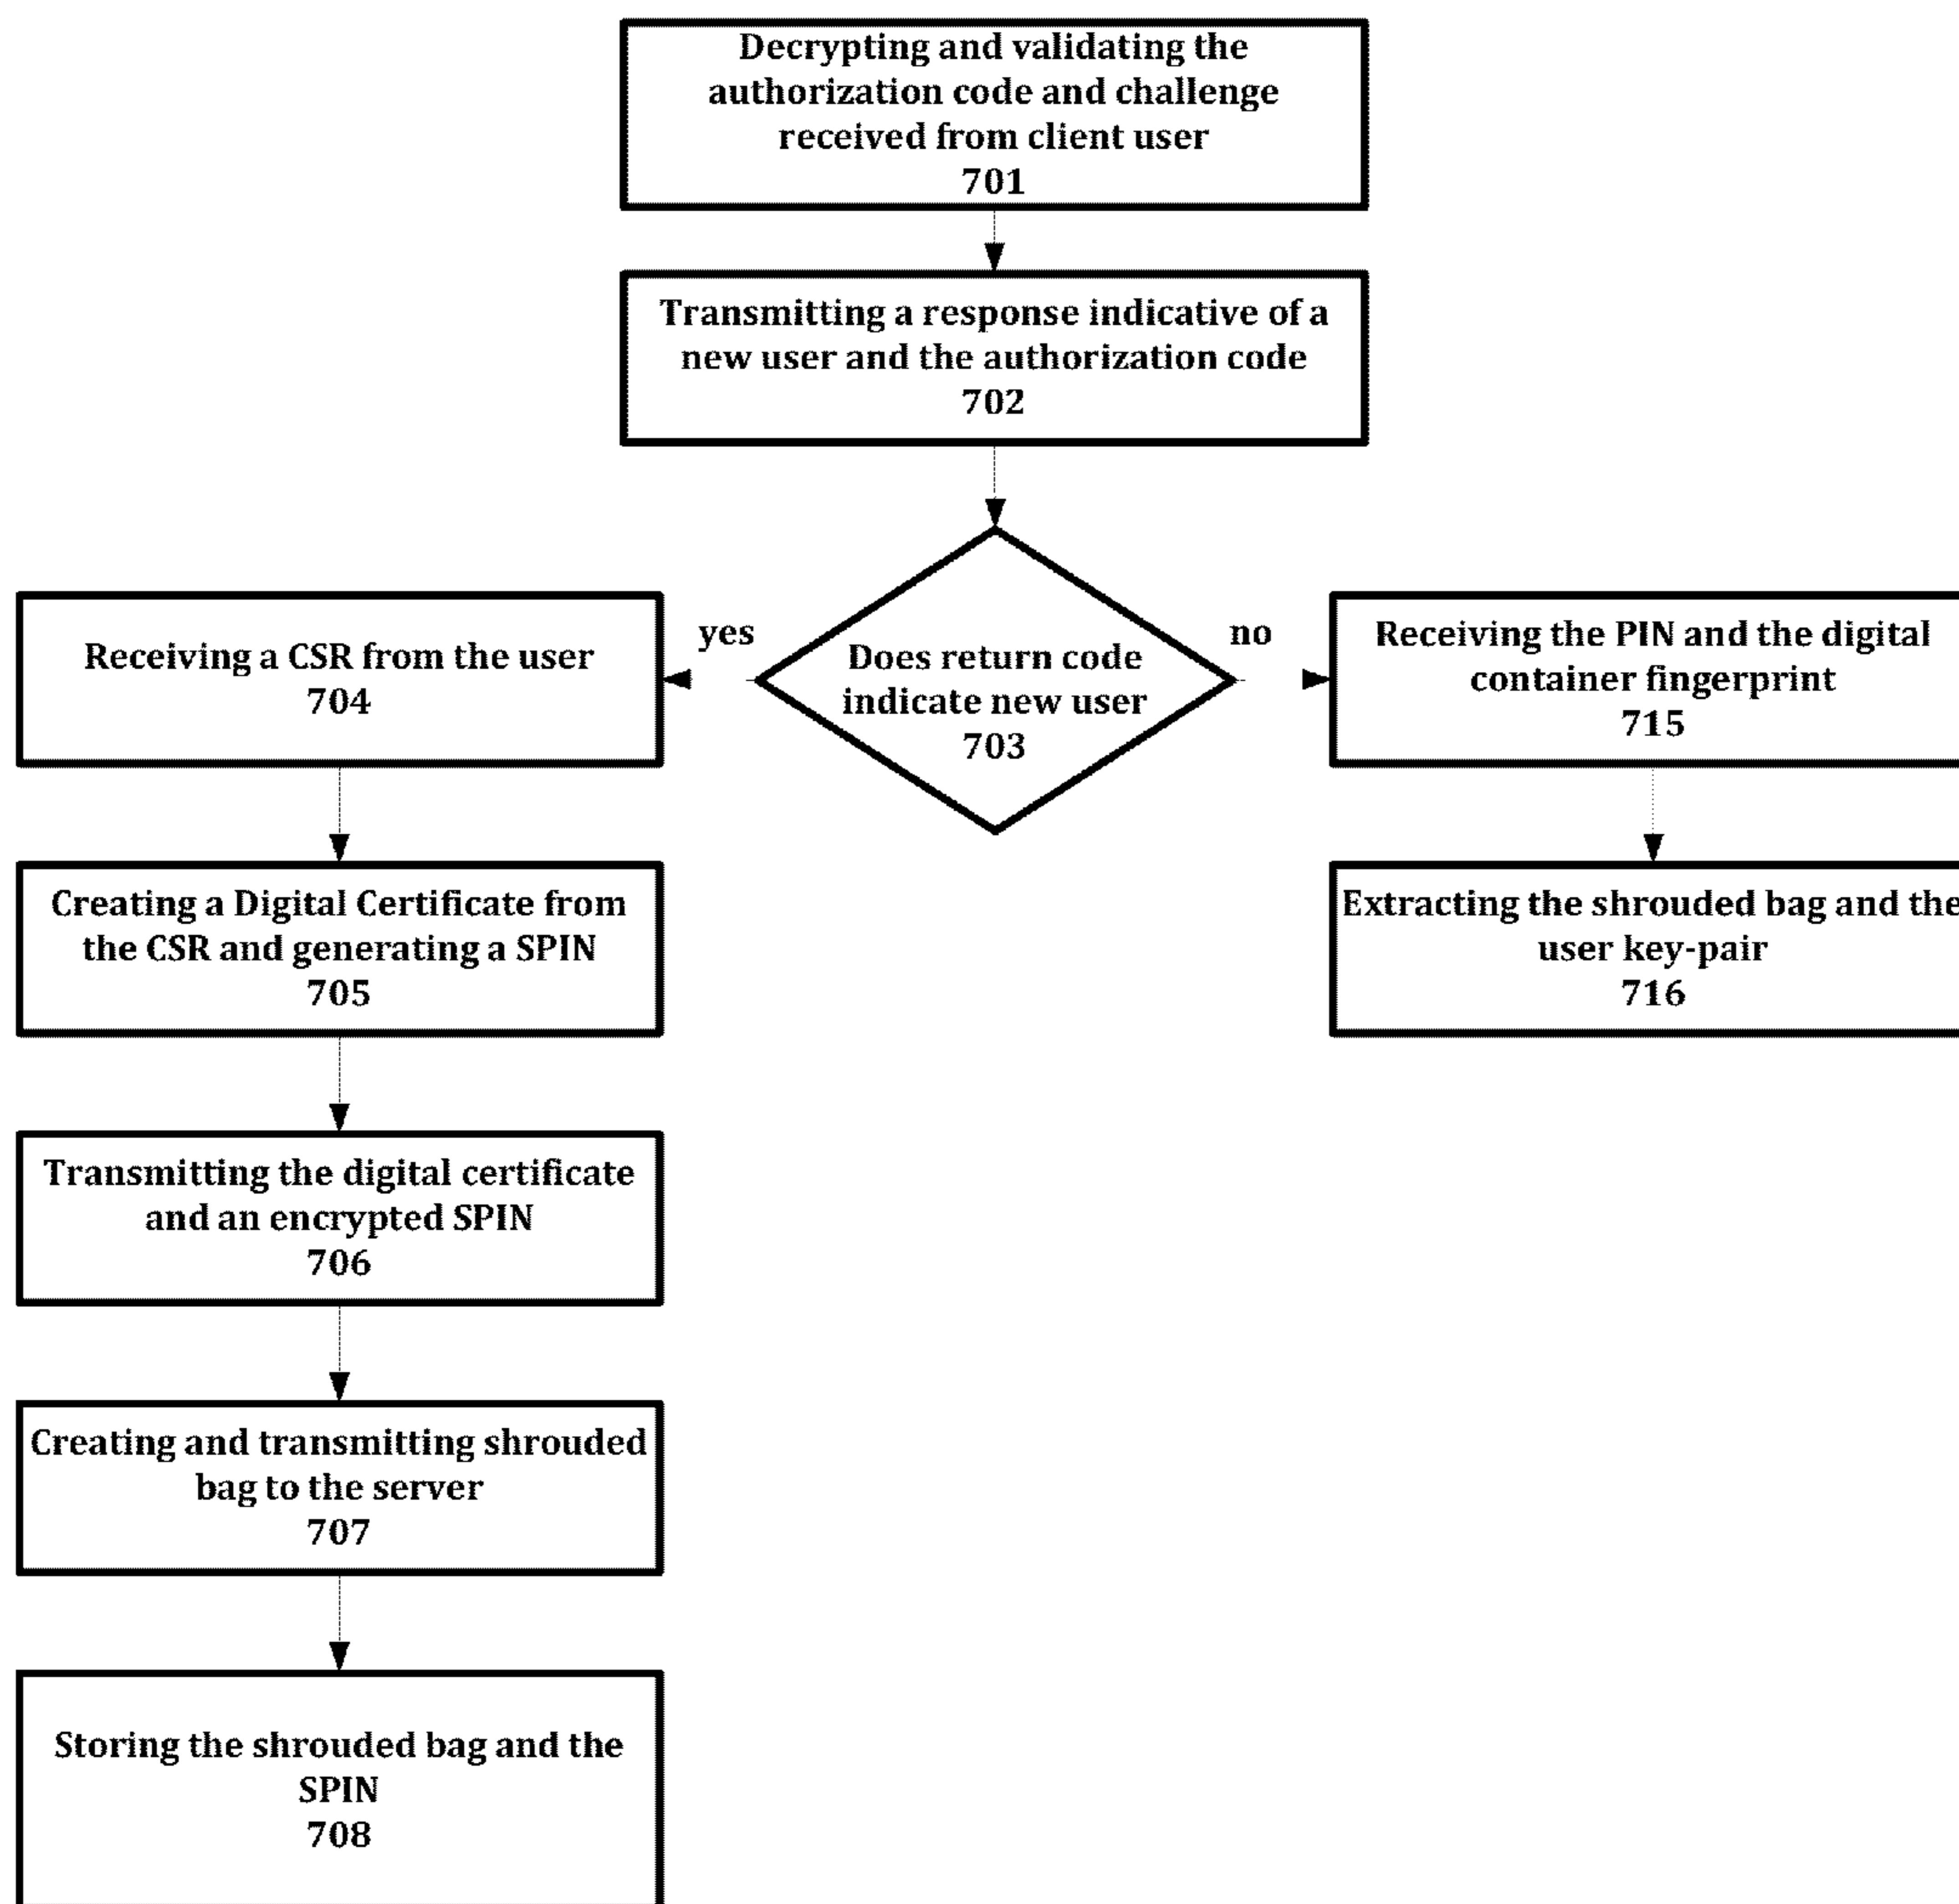 Decrypting and validating the
authorization code and challenge
received from client user
701
Transmitting a response indicative of a
new user and the authorization code
702
Does return code
indicate new user
703
yes
no
Receiving a CSR from the user
704
Creating a Digital Certificate from
the CSR and generating a SPIN
705
Transmitting the digital certificate
and an encrypted SPIN
706
Creating and transmitting shrouded
bag to the server
707
Storing the shrouded bag and the
SPIN
708
Receiving the PIN and the digital
container fingerprint
715
Extracting the shrouded bag and the
user key-pair
716